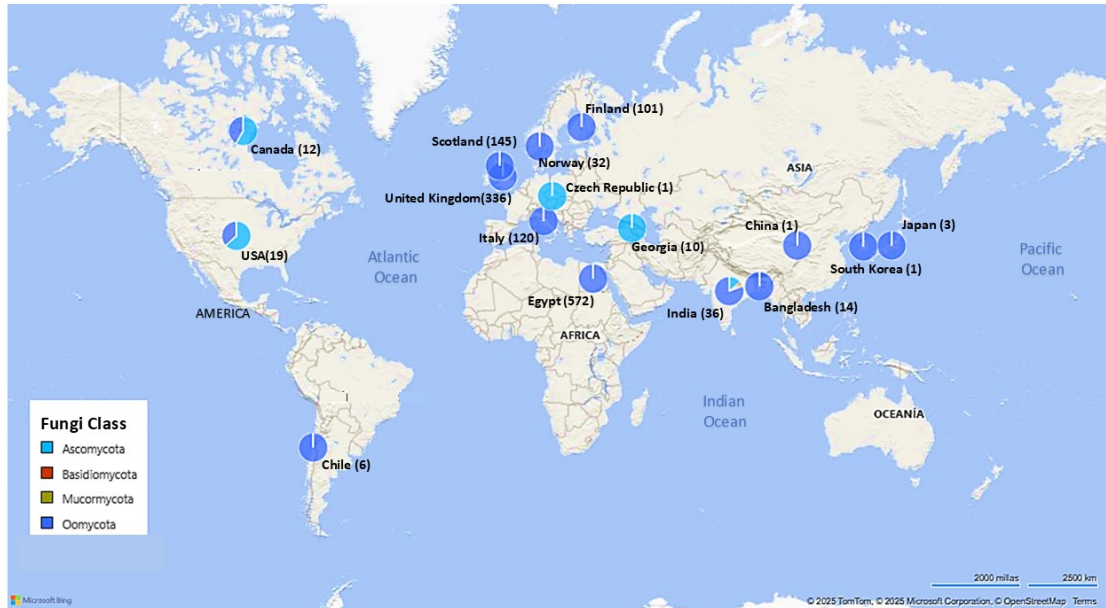 Finland (101)
Scotland (145)
Canada (12)
Norway (32)
ASIA
Czech Republic (1)
United Kingdom(336)
China (1)
Japan (3)
Italy (120)
Georgia (10)
USA(19)
Atlantic
Ocean
Pacific
Ocean
South Korea (1)
Egypt (572)
India (36)
Bangladesh (14)
AMERICA
AFRICA
Indian
Ocean
OCEANÍA
Fungi Class
Ascomycota
Basidiomycota
Mucormycota
Oomycota
Chile (6)
2000 millas
2500 km
Microsoft Bing
© 2025 TomTom, © 2025 Microsoft Corporation, © OpenStreetMap Terms